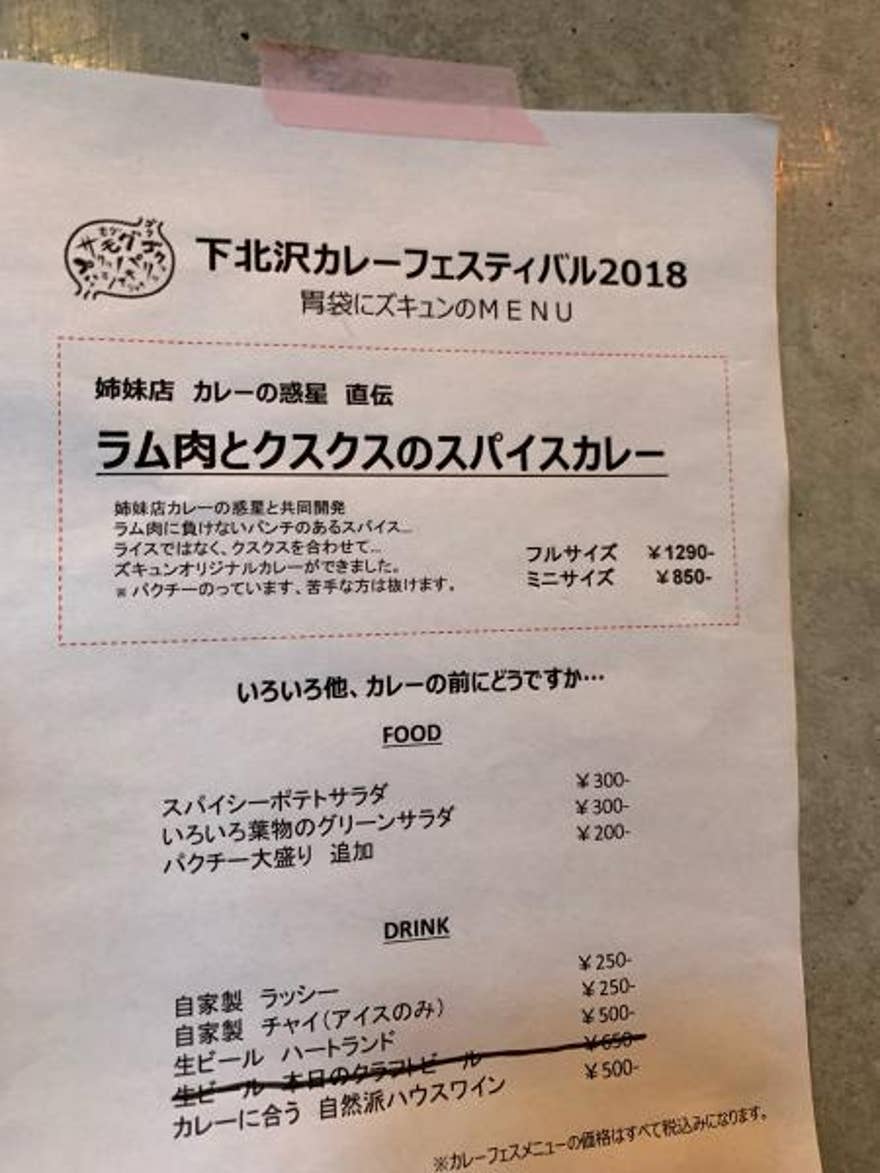 下北沢カレーフェスティバル2018
胃袋にズキュンのMENU
姉妹店 カレーの惑星 直伝
ラム肉とクスクスのスパイスカレー
姉妹店カレーの惑星と共同開発
ラム肉に負けないパンチのあるスパイス…
ライスではなく、クスクスを合わせて…
ズキュンオリジナルカレーができました。
※パクチーのっています、苦手な方は抜けます。
フルサイズ ¥1290-
ミニサイズ ¥850-
いろいろ他、カレーの前にどうですか…
FOOD
スパイシーポテトサラダ ¥300-
いろいろ葉物のグリーンサラダ ¥300-
パクチー大盛り 追加 ¥200-
DRINK
自家製 ラッシー ¥250-
自家製 チャイ(アイスのみ) ¥250-
生ビール ハートランド ¥500-
生ビール 本日のクラフトビール ¥650-
カレーに合う 自然派ハウスワイン ¥500-
※カレーフェスメニューの価格はすべて税込みになります。